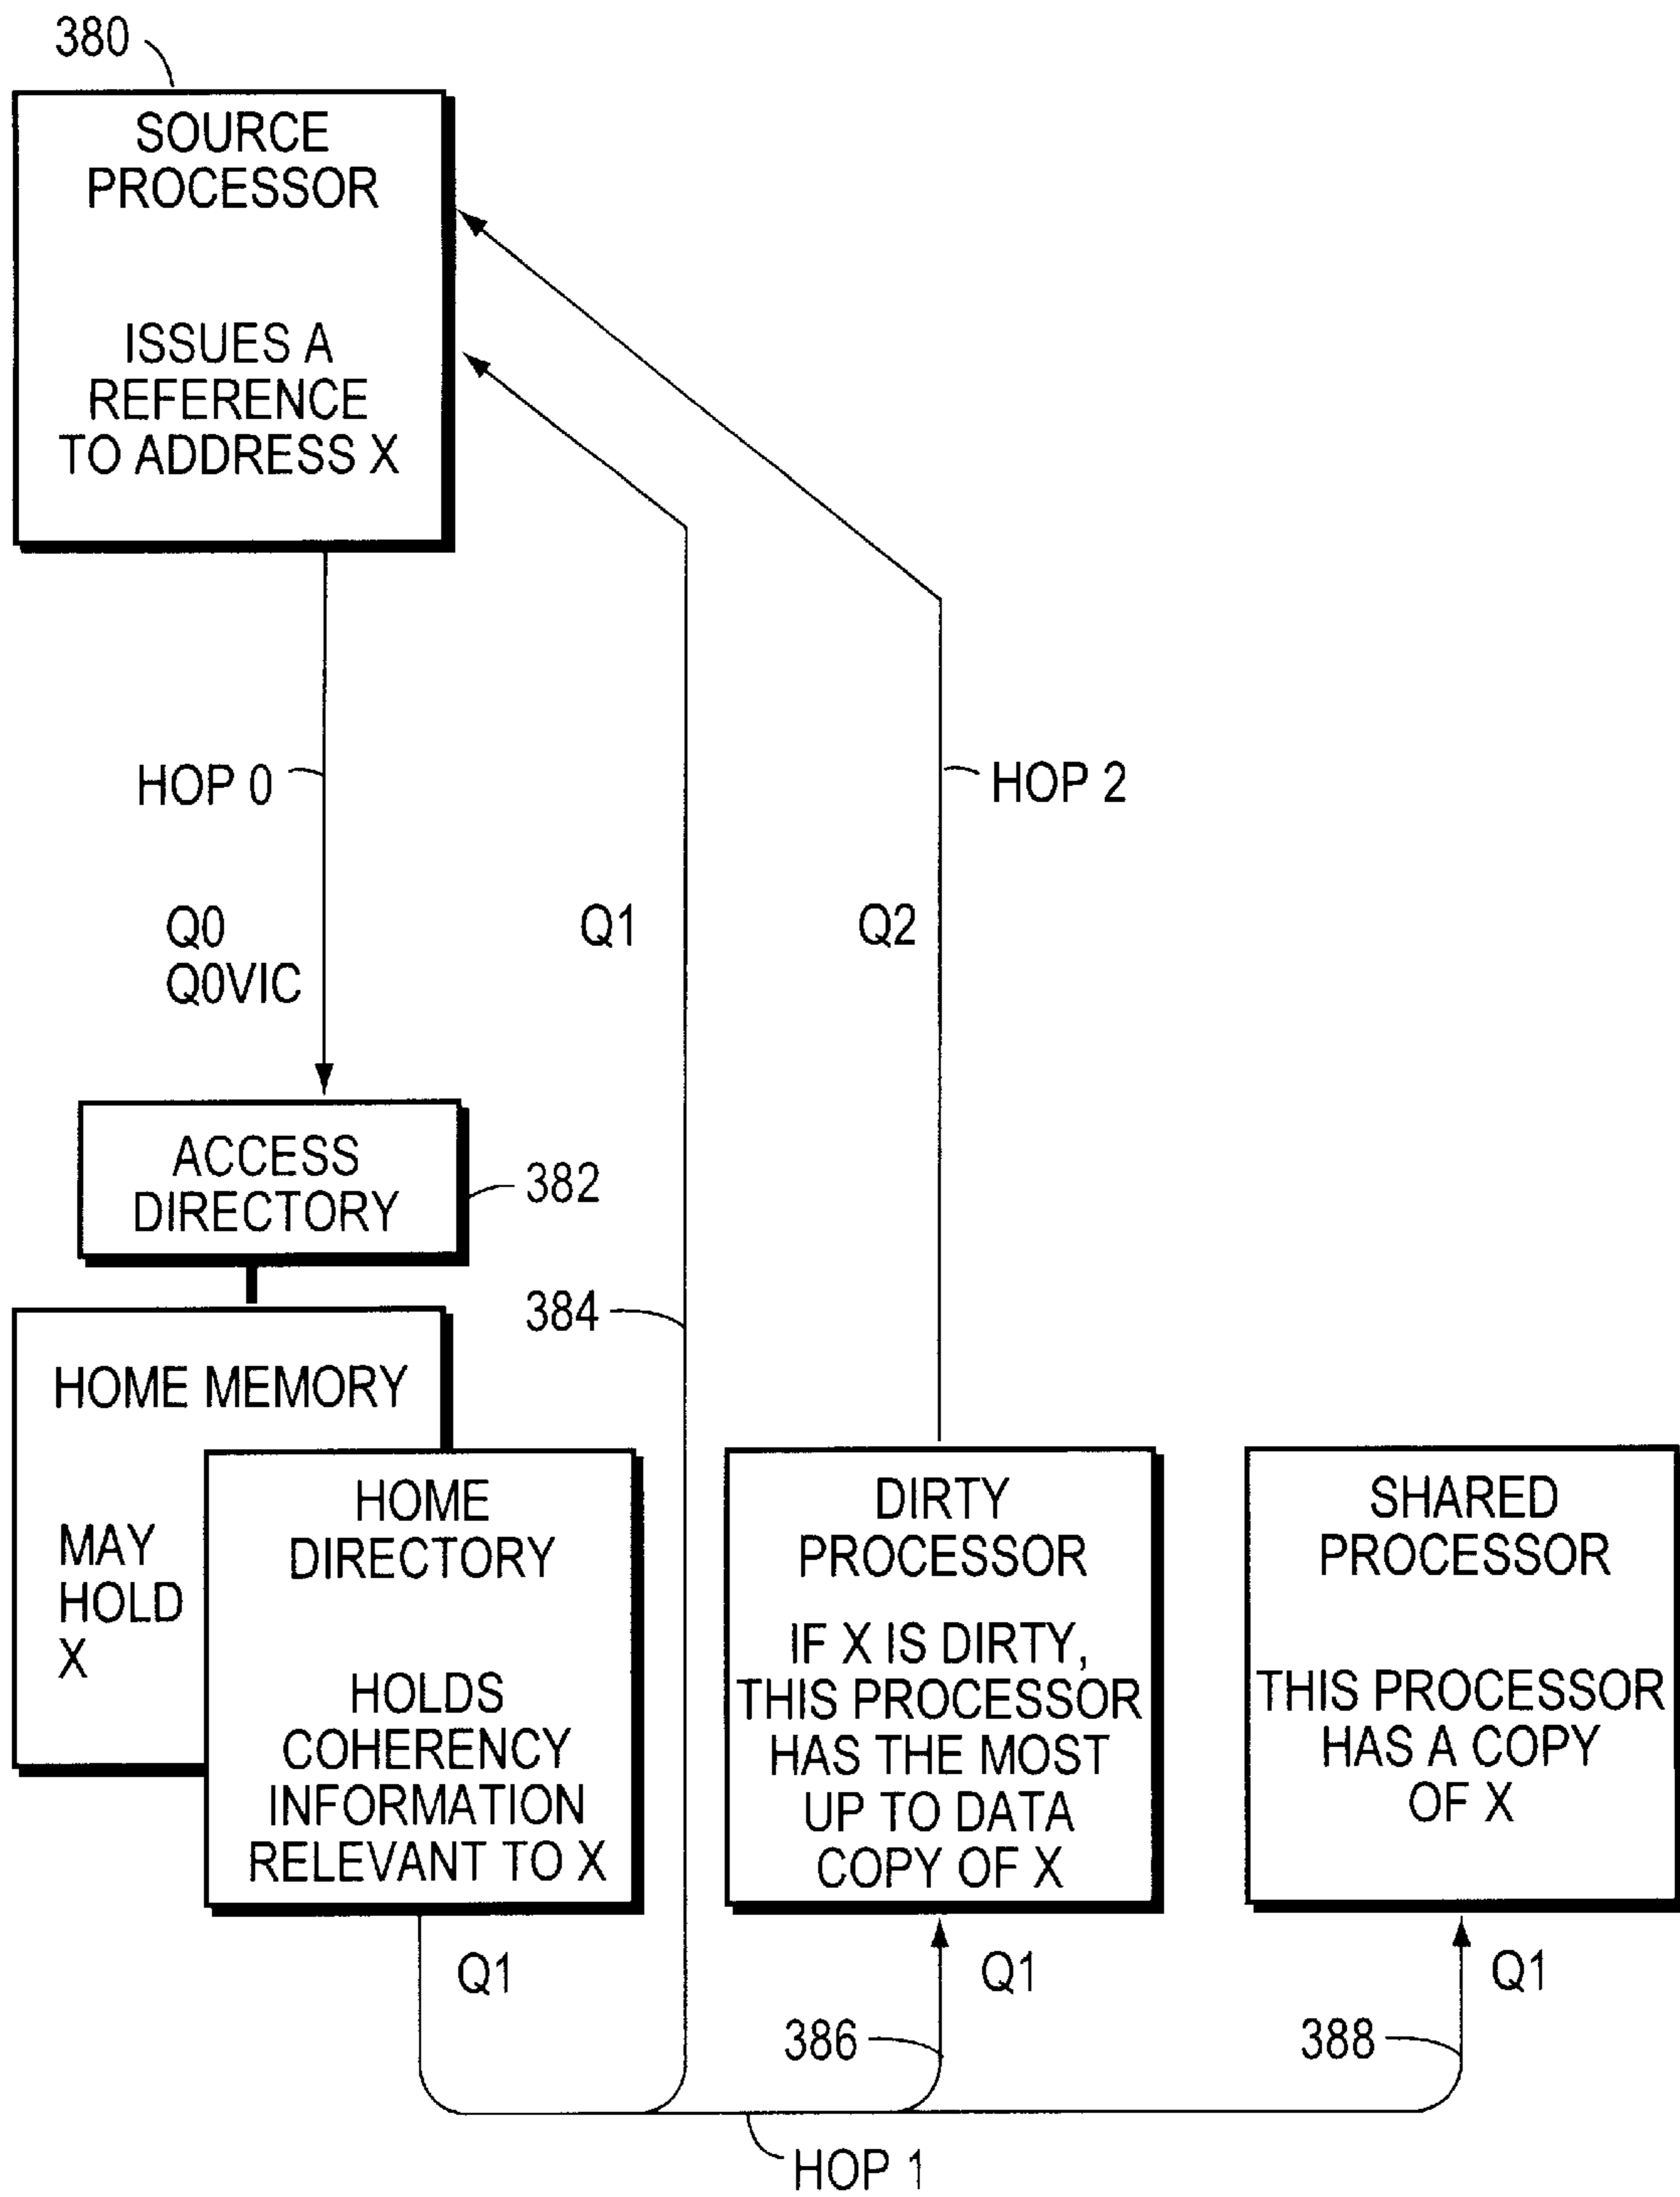 380
SOURCE
PROCESSOR
ISSUES A
REFERENCE
TO ADDRESS X
HOP 0
HOP 2
Q0
Q0VIC
Q1
Q2
ACCESS
DIRECTORY
382
384
HOME MEMORY
MAY
HOLD
X
HOME
DIRECTORY
HOLDS
COHERENCY
INFORMATION
RELEVANT TO X
DIRTY
PROCESSOR
IF X IS DIRTY,
THIS PROCESSOR
HAS THE MOST
UP TO DATA
COPY OF X
SHARED
PROCESSOR
THIS PROCESSOR
HAS A COPY
OF X
Q1
Q1
Q1
386
388
HOP 1